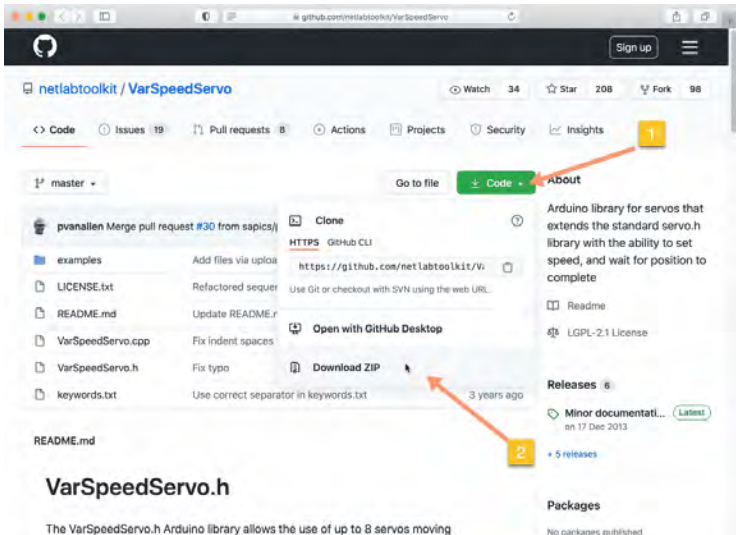 github.com/netlabtoolkit/VarSpeedServo
Sign up
netlabtoolkit / VarSpeedServo
Watch 34
Star 208
Fork 98
Code
Issues 19
Pull requests 8
Actions
Projects
Security
Insights
1
master
Go to file
Code
About
Arduino library for servos that
extends the standard servo.h
library with the ability to set
speed, and wait for position to
complete
Readme
LGPL-2.1 License
Releases 6
Minor documentati... Latest
on 17 Dec 2013
+ 5 releases
Packages
No packages published
pvanallen Merge pull request #30 from sapics/
Clone
HTTPS GitHub CLI
https://github.com/netlabtoolkit/Va
Use Git or checkout with SVN using the web URL.
Open with GitHub Desktop
Download ZIP
2
examples Add files via uploa
LICENSE.txt Refactored sequer
README.md Update README.r
VarSpeedServo.cpp Fix indent spaces
VarSpeedServo.h Fix typo
keywords.txt Use correct separator in keywords.txt 3 years ago
README.md
VarSpeedServo.h
The VarSpeedServo.h Arduino library allows the use of up to 8 servos moving